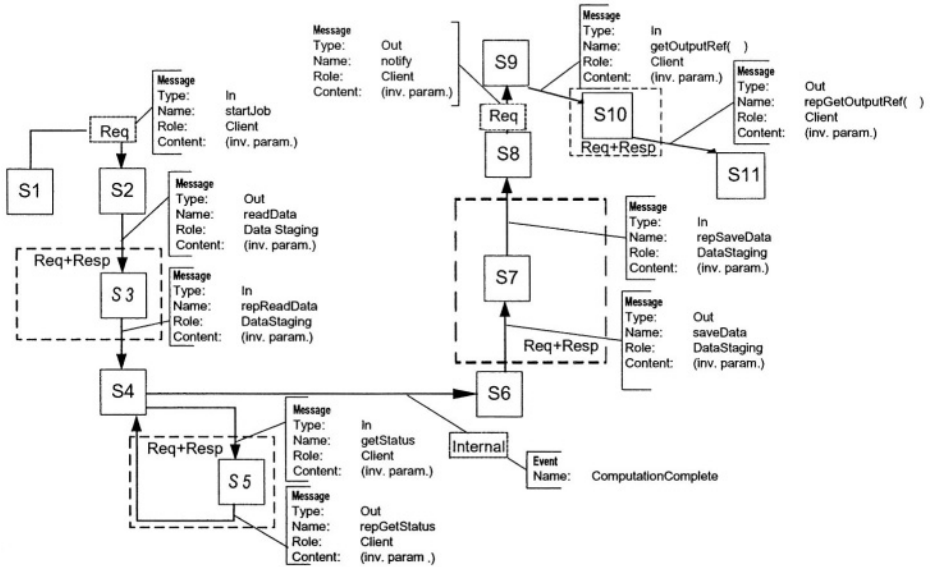 Message
Type: In
Name: startJob
Role: Client
Content: (inv. param.)
Req
S1
S2
Message
Type: Out
Name: readData
Role: Data Staging
Content: (inv. param.)
Req+Resp
S3
Message
Type: In
Name: repReadData
Role: DataStaging
Content: (inv. param.)
S4
Req+Resp
S5
Message
Type: In
Name: getStatus
Role: Client
Content: (inv. param.)
Message
Type: Out
Name: repGetStatus
Role: Client
Content: (inv. param .)
Internal
Event
Name: ComputationComplete
S6
Message
Type: Out
Name: saveData
Role: DataStaging
Content: (inv. param.)
Req+Resp
S7
Message
Type: In
Name: repSaveData
Role: DataStaging
Content: (inv. param.)
S8
Req
Message
Type: Out
Name: notify
Role: Client
Content: (inv. param.)
S9
Message
Type: In
Name: getOutputRef( )
Role: Client
Content: (inv. param.)
S10
Req+Resp
Message
Type: Out
Name: repGetOutputRef( )
Role: Client
Content: (inv. param.)
S11